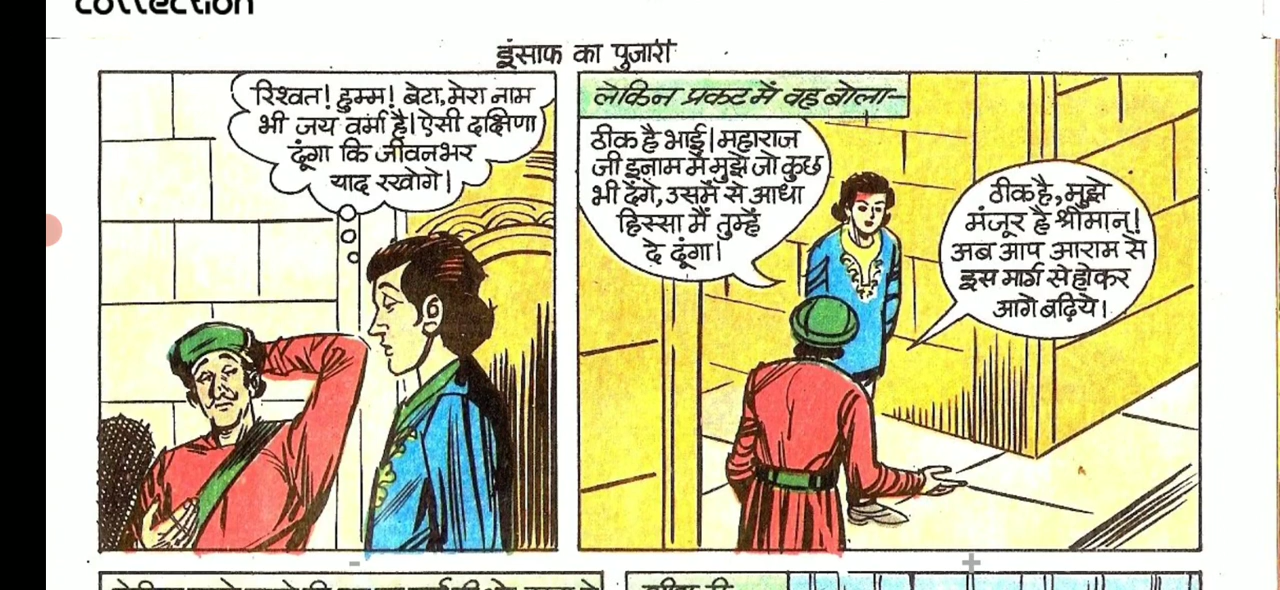 collection
इंसाफ का पुजारी
रिश्वत! हुम्म! बेटा, मेरा नाम
भी जय वर्मा है। ऐसी दक्षिणा
दूंगा कि जीवनभर
याद रखोगे।
लेकिन प्रकट में वह बोला—
ठीक है भाई। महाराज
जी इनाम में मुझे जो कुछ
भी देंगे, उसमें से आधा
हिस्सा मैं तुम्हें
दे दूंगा।
ठीक है, मुझे
मंजूर है श्रीमान्!
अब आप आराम से
इस मार्ग से होकर
आगे बढ़िये।